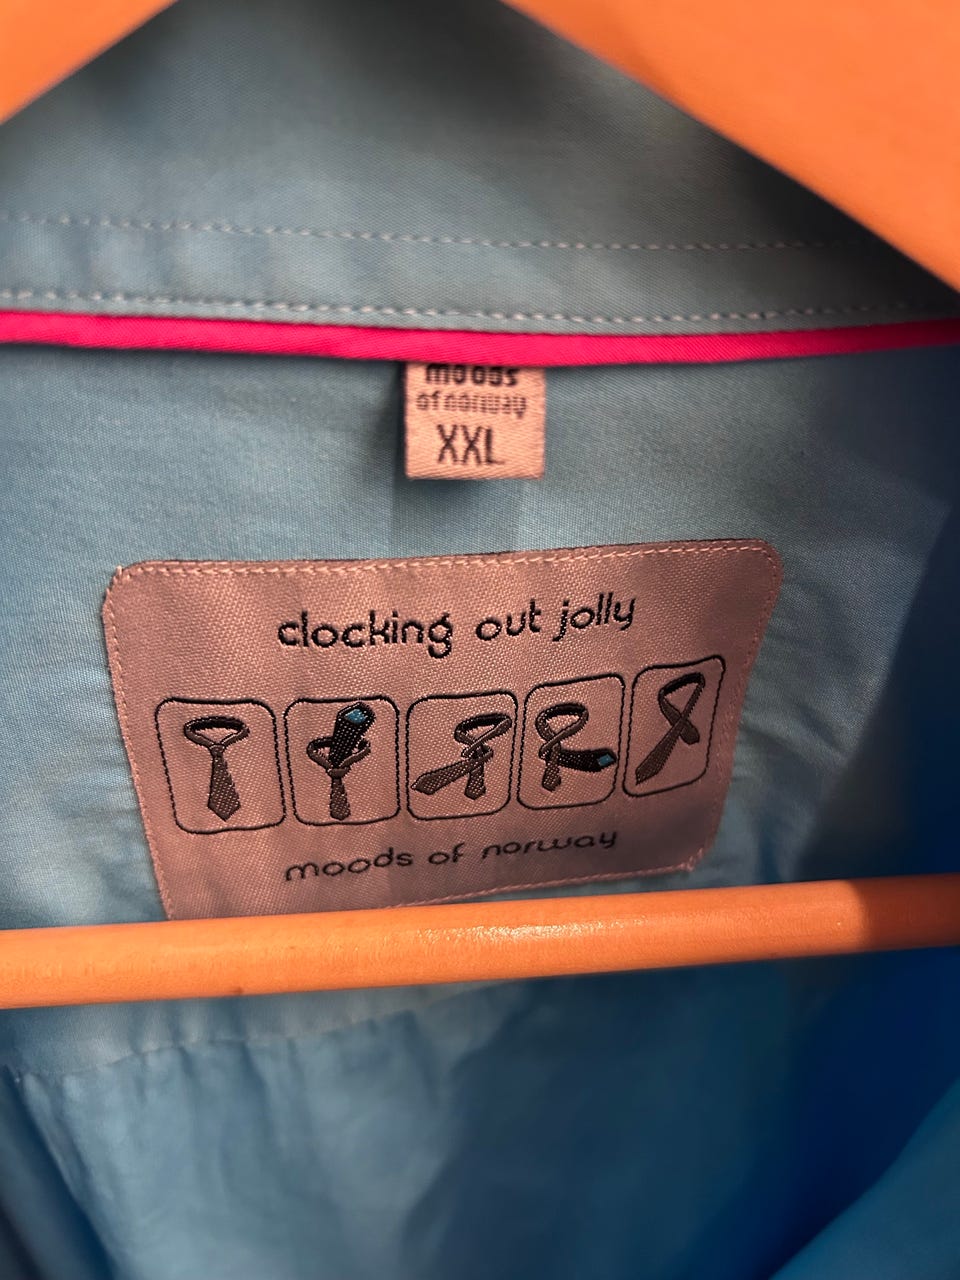 moods
of norway
XXL
clocking out jolly
moods of norway